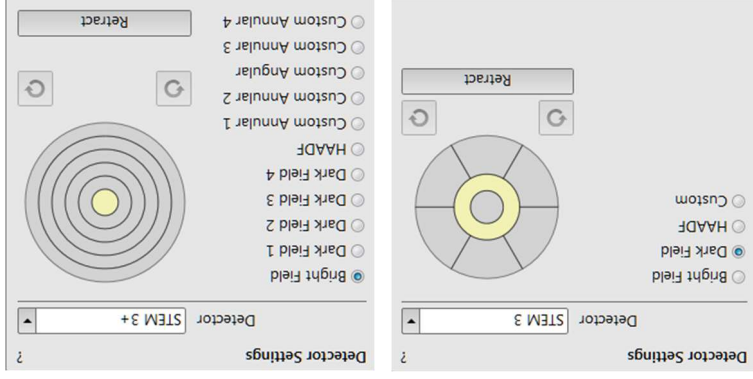 Detector Settings ?
Detector STEM 3
Bright Field
Dark Field
HAADF
Custom
Retract
Detector Settings ?
Detector STEM 3+
Bright Field
Dark Field 1
Dark Field 2
Dark Field 3
Dark Field 4
HAADF
Custom Annular 1
Custom Annular 2
Custom Angular
Custom Annular 3
Custom Annular 4
Retract